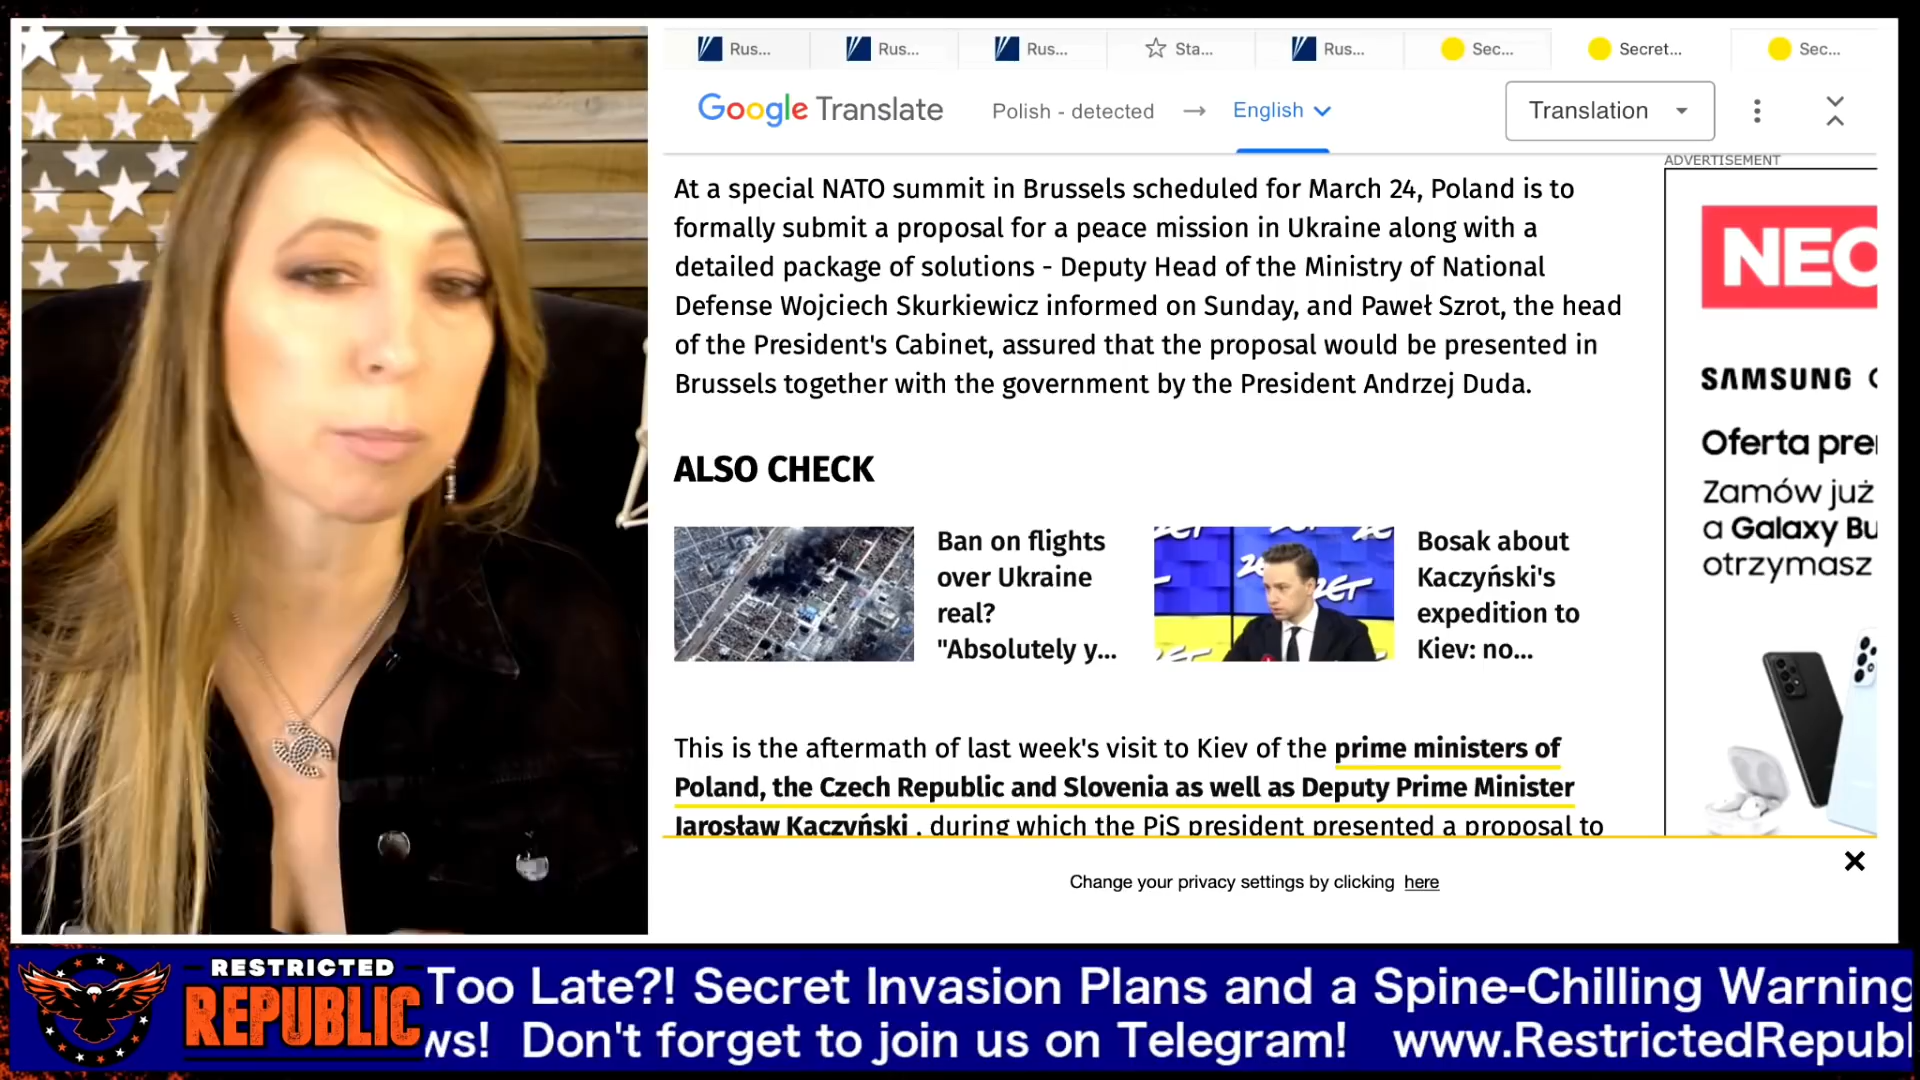 Rus...
Rus...
Rus...
Sta...
Rus...
Sec...
Secret...
Sec...
Google Translate
Polish - detected
→
English
Translation
ADVERTISEMENT
At a special NATO summit in Brussels scheduled for March 24, Poland is to
formally submit a proposal for a peace mission in Ukraine along with a
detailed package of solutions - Deputy Head of the Ministry of National
Defense Wojciech Skurkiewicz informed on Sunday, and Paweł Szrot, the head
of the President's Cabinet, assured that the proposal would be presented in
Brussels together with the government by the President Andrzej Duda.
ALSO CHECK
Ban on flights
over Ukraine
real?
"Absolutely y...
ZET
Bosak about
Kaczyński's
expedition to
Kiev: no...
This is the aftermath of last week's visit to Kiev of the prime ministers of
Poland, the Czech Republic and Slovenia as well as Deputy Prime Minister
Jarosław Kaczyński , during which the PiS president presented a proposal to
NEO
SAMSUNG
Oferta pre
Zamów już
a Galaxy Bu
otrzymasz
Change your privacy settings by clicking here
RESTRICTED
REPUBLIC
Too Late?! Secret Invasion Plans and a Spine-Chilling Warning
ws! Don't forget to join us on Telegram! www.RestrictedRepubl